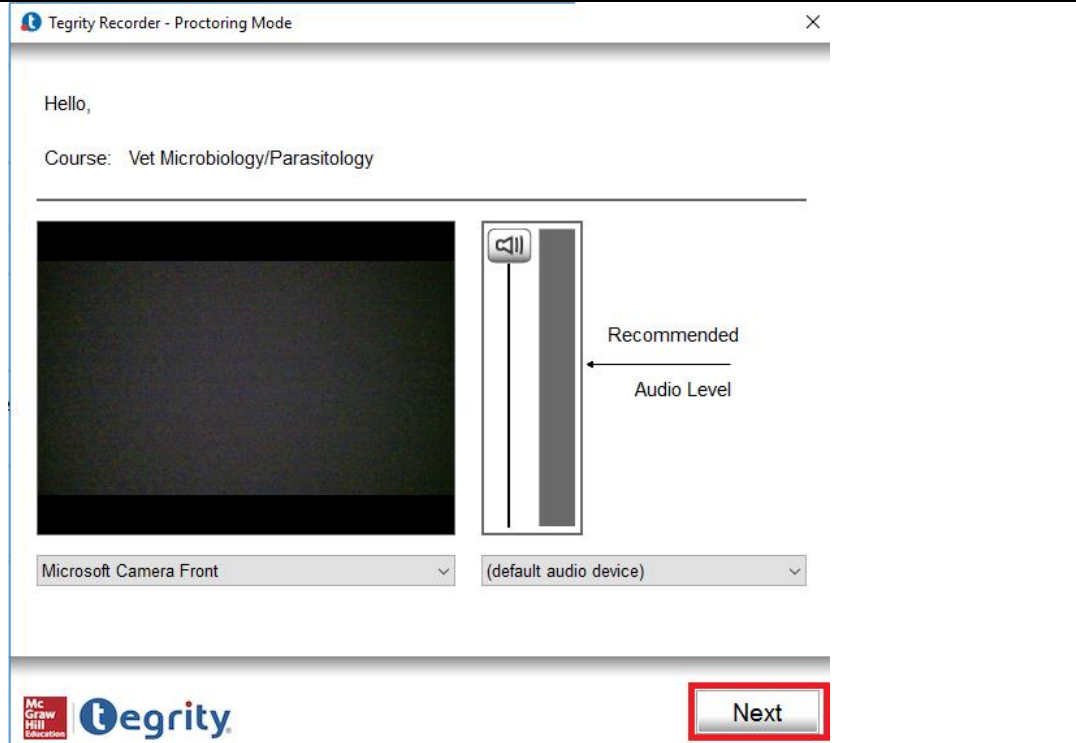 Tegrity Recorder - Proctoring Mode
Hello,
Course: Vet Microbiology/Parasitology
Recommended
Audio Level
Microsoft Camera Front
(default audio device)
Mc
Graw
Hill
Education
tegrity
Next